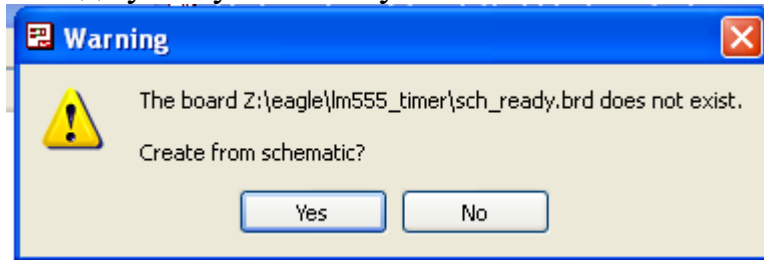 Warning
The board Z:\eagle\lm555_timer\sch_ready.brd does not exist.
Create from schematic?
Yes
No